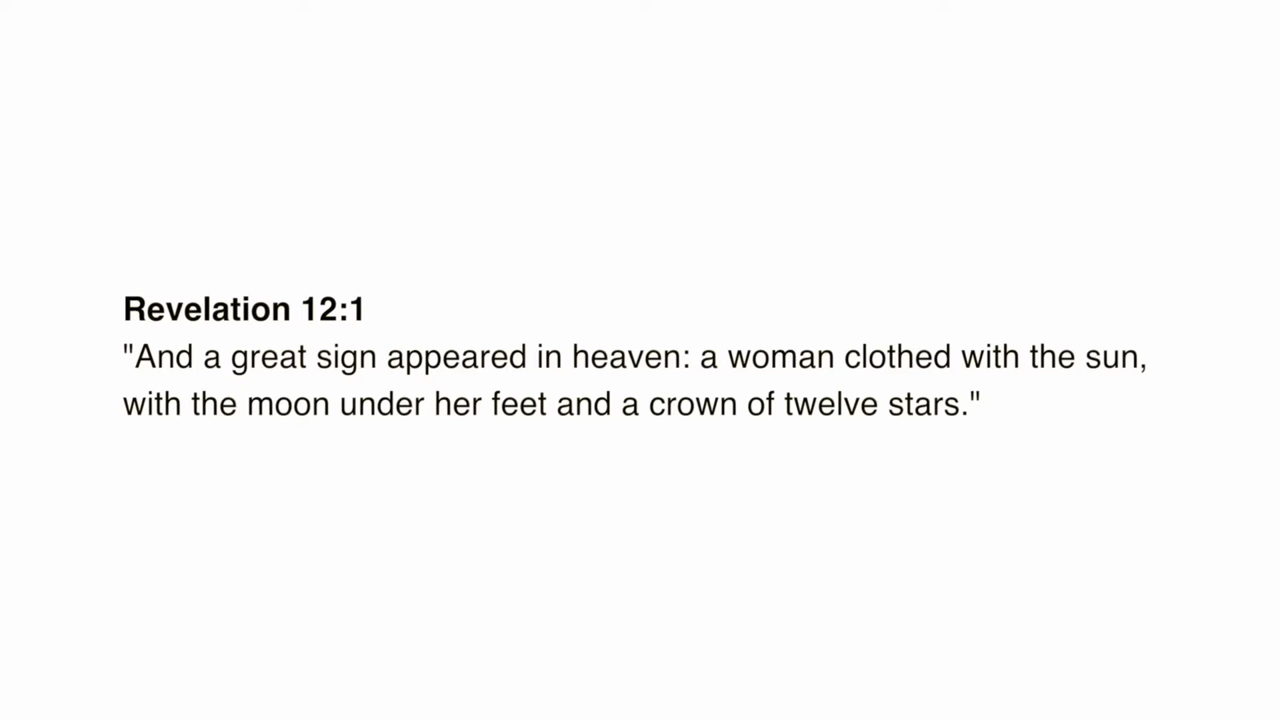 Revelation 12:1
"And a great sign appeared in heaven: a woman clothed with the sun,
with the moon under her feet and a crown of twelve stars."